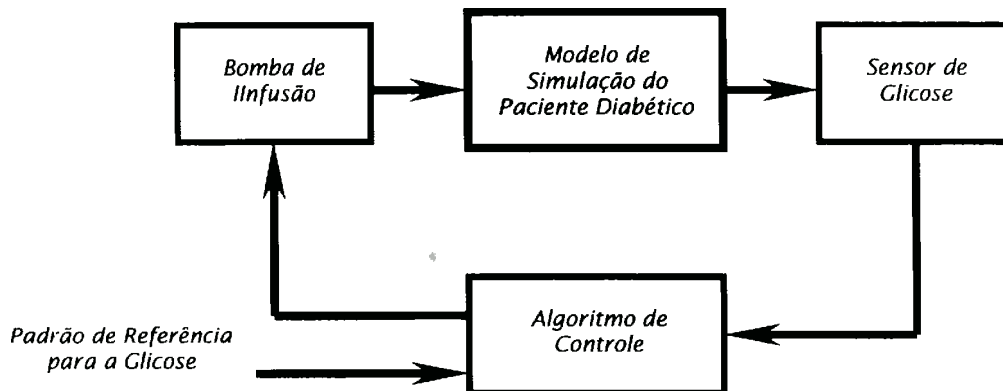 Bomba de
IInfusão
Modelo de
Simulação do
Paciente Diabético
Sensor de
Glicose
Algoritmo de
Controle
Padrão de Referência
para a Glicose